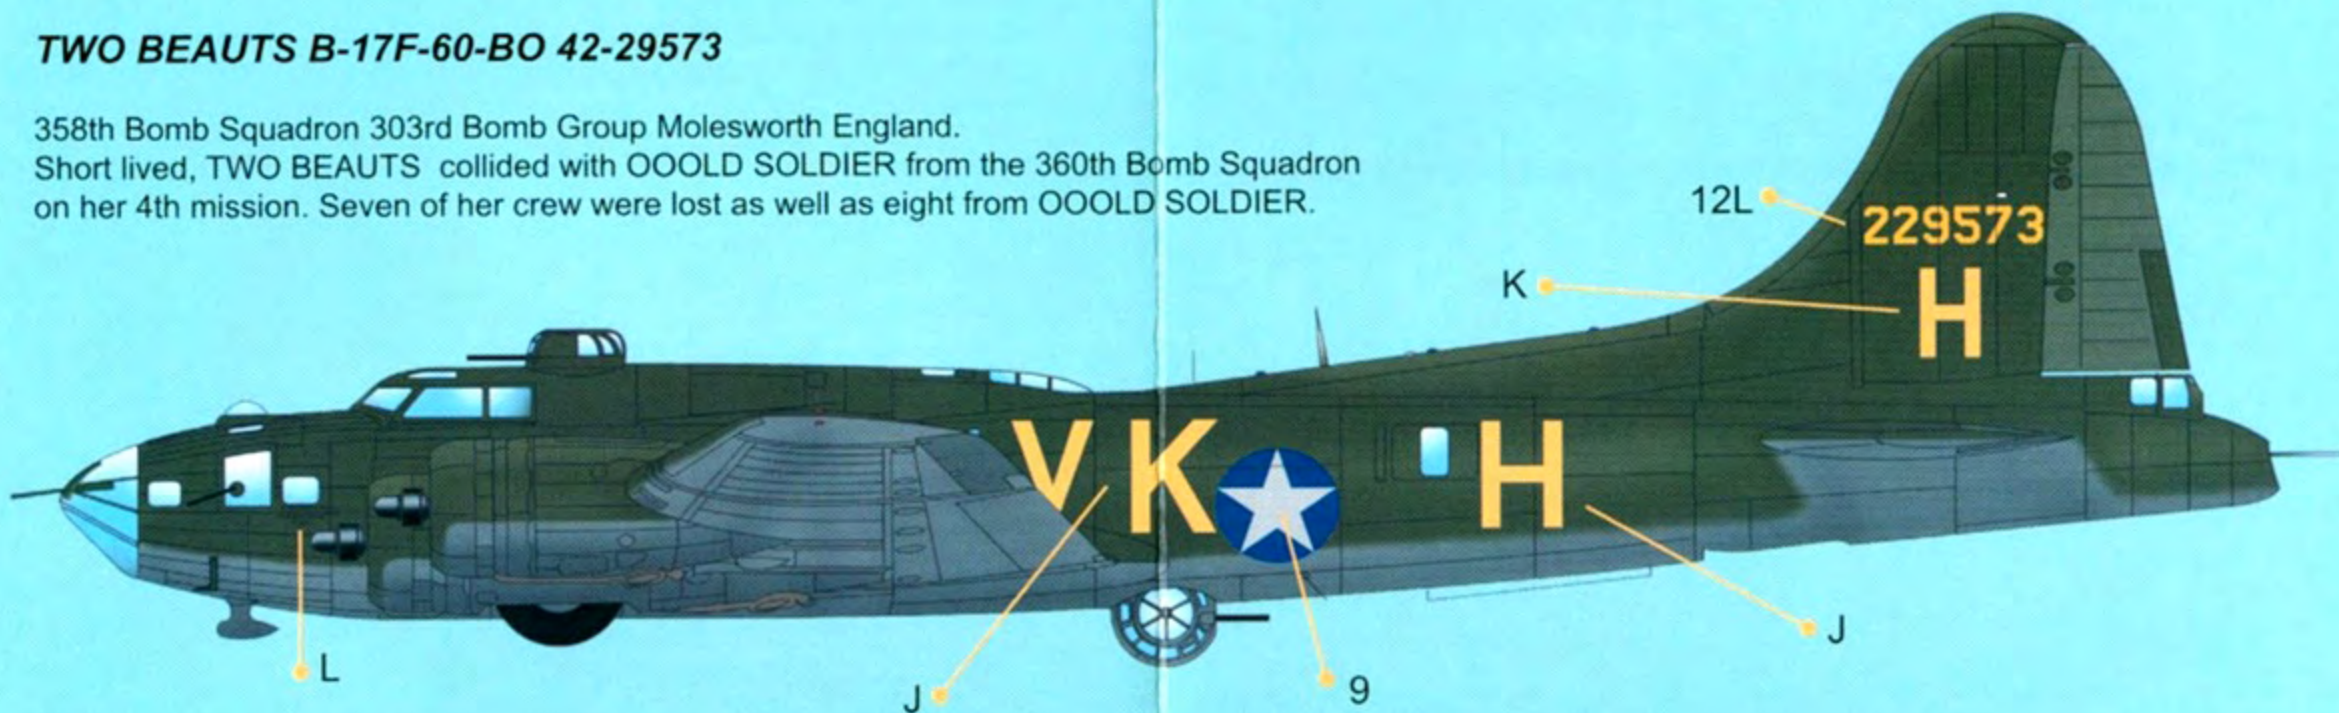 TWO BEAUTS B-17F-60-BO 42-29573
358th Bomb Squadron 303rd Bomb Group Molesworth England.
Short lived, TWO BEAUTS collided with OOOLD SOLDIER from the 360th Bomb Squadron
on her 4th mission. Seven of her crew were lost as well as eight from OOOLD SOLDIER.
12L
229573
K
H
VK H
L
J
9
J